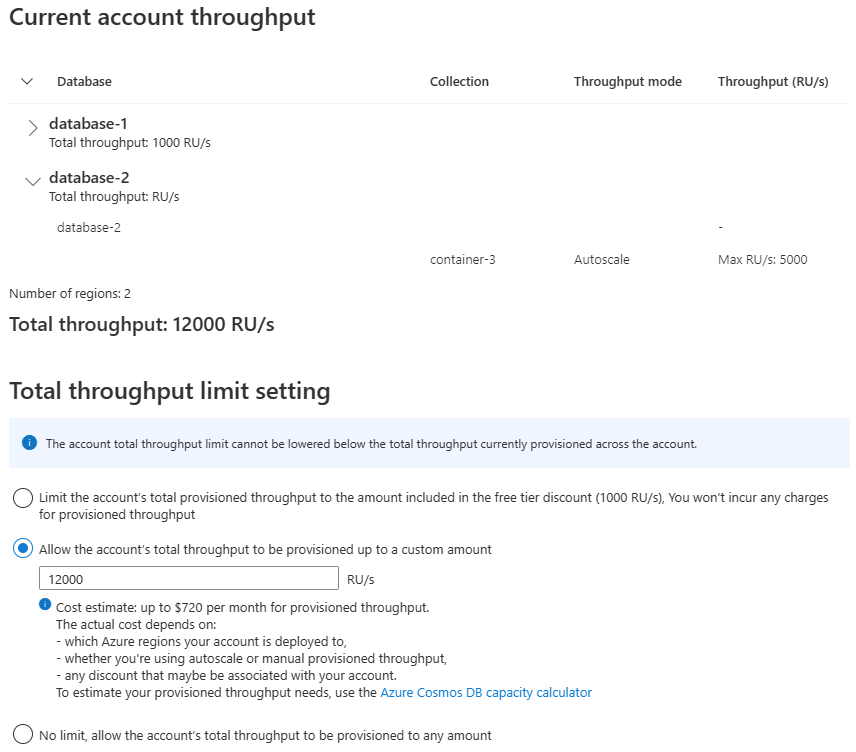 Current account throughput
Database Collection Throughput mode Throughput (RU/s)
database-1
Total throughput: 1000 RU/s
database-2
Total throughput: RU/s
database-2 -
container-3 Autoscale Max RU/s: 5000
Number of regions: 2
Total throughput: 12000 RU/s
Total throughput limit setting
The account total throughput limit cannot be lowered below the total throughput currently provisioned across the account.
Limit the account's total provisioned throughput to the amount included in the free tier discount (1000 RU/s), You won't incur any charges
for provisioned throughput
Allow the account's total throughput to be provisioned up to a custom amount
12000 RU/s
Cost estimate: up to $720 per month for provisioned throughput.
The actual cost depends on:
- which Azure regions your account is deployed to,
- whether you're using autoscale or manual provisioned throughput,
- any discount that maybe be associated with your account.
To estimate your provisioned throughput needs, use the Azure Cosmos DB capacity calculator
No limit, allow the account's total throughput to be provisioned to any amount